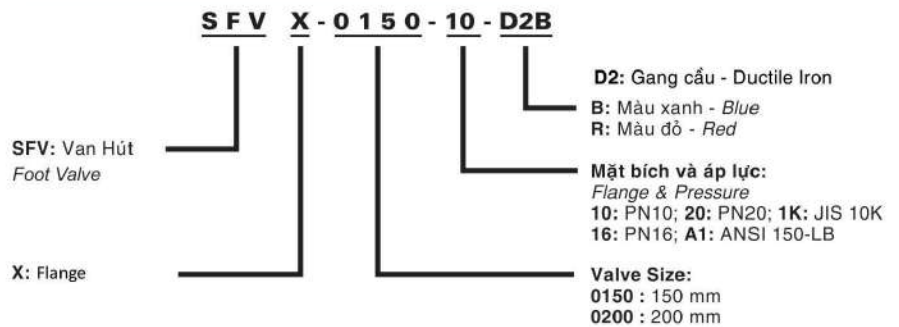 SFV X-0150-10-D2B
D2: Gang cầu - Ductile Iron
B: Màu xanh - Blue
R: Màu đỏ - Red
SFV: Van Hút
Foot Valve
Mặt bích và áp lực:
Flange & Pressure
10: PN10; 20: PN20; 1K: JIS 10K
16: PN16; A1: ANSI 150-LB
X: Flange
Valve Size:
0150 : 150 mm
0200 : 200 mm